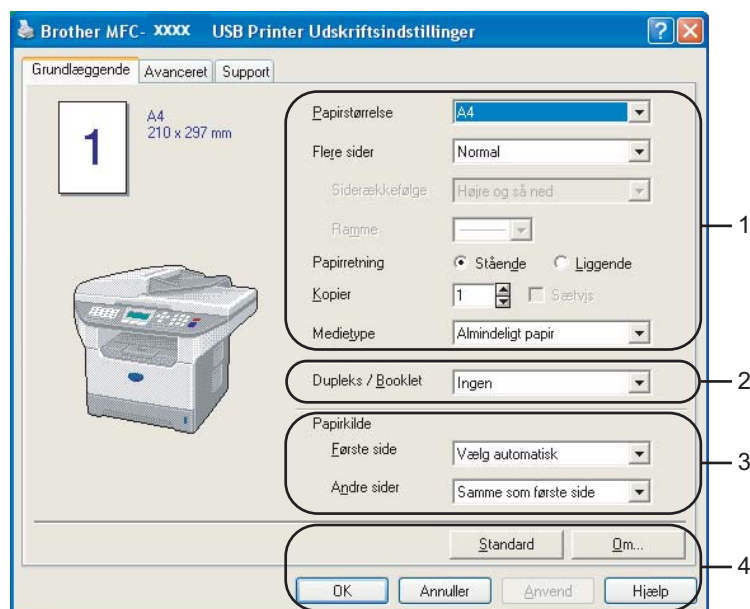 Brother MFC- XXXX USB Printer Udskriftsindstillinger
Grundlæggende Avanceret Support
1
A4
210 x 297 mm
Papirstørrelse A4
Flere sider Normal
Siderækkefølge Højre og så ned
Ramme
Papirretning Stående Liggende
Kopier 1 Sætvis
Medietype Almindeligt papir
1
Dupleks / Booklet Ingen
2
Papirkilde
Første side Vælg automatisk
Andre sider Samme som første side
3
Standard Om...
OK Annuller Anvend Hjælp
4